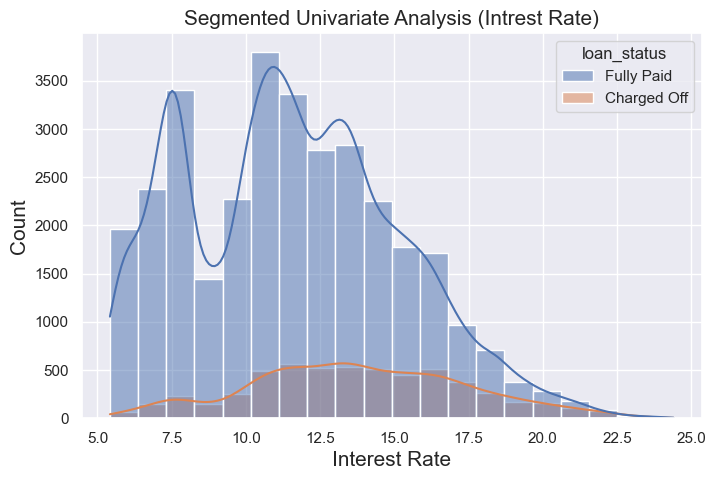 Segmented Univariate Analysis (Intrest Rate)
loan_status
Fully Paid
Charged Off
Count
3500
3000
2500
2000
1500
1000
500
0
5.0 7.5 10.0 12.5 15.0 17.5 20.0 22.5 25.0
Interest Rate